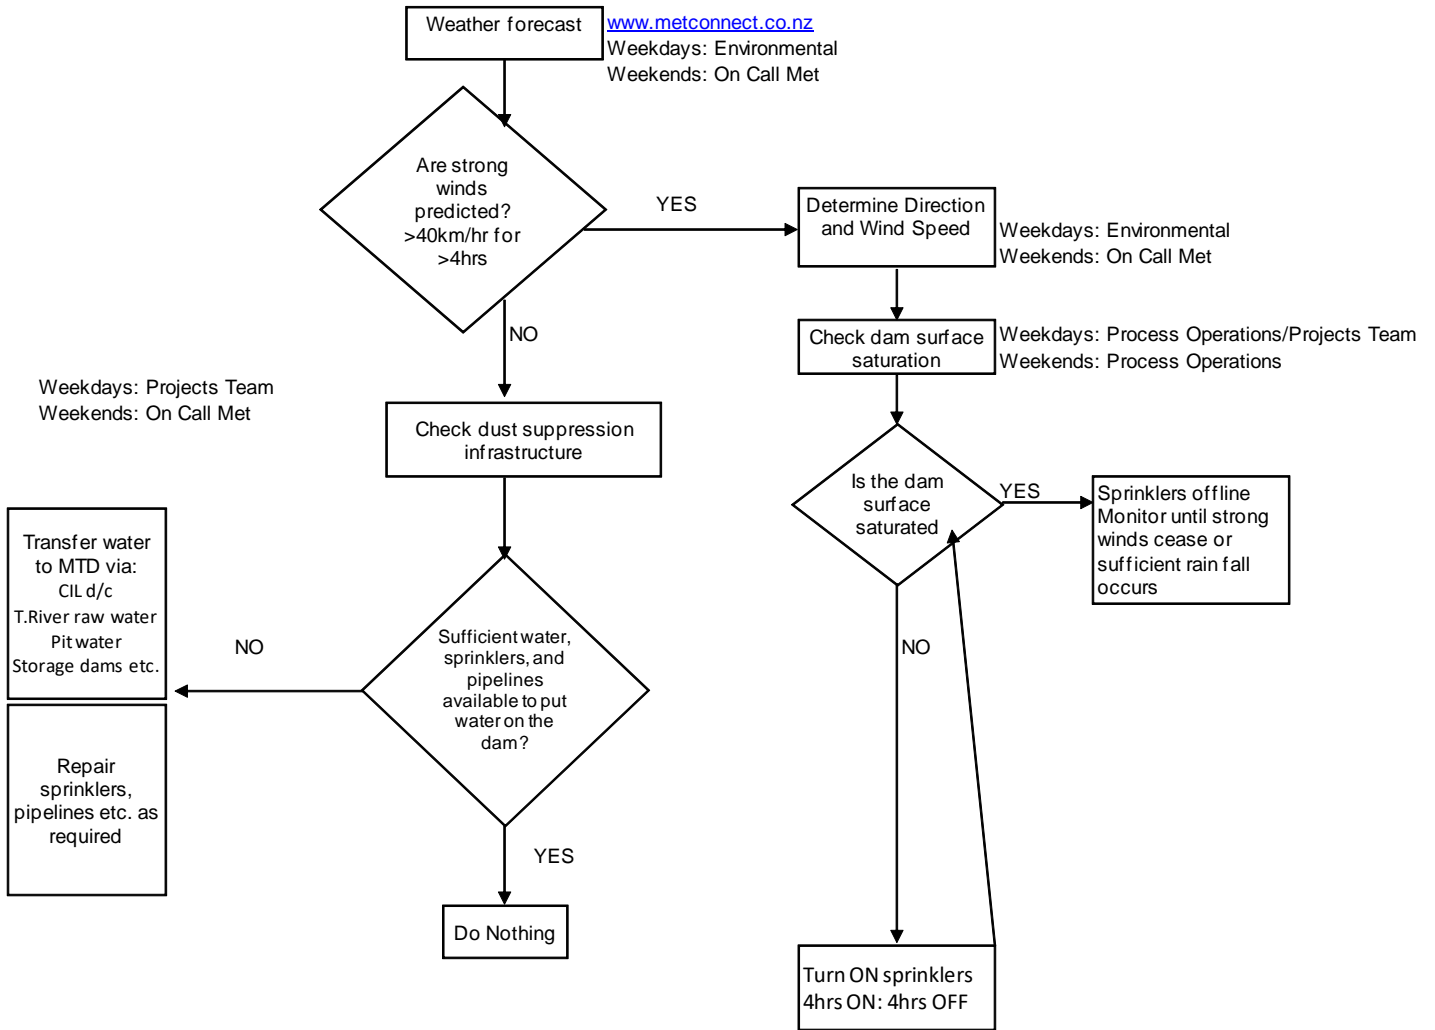 Weather forecast
www.metconnect.co.nz
Weekdays: Environmental
Weekends: On Call Met
Are strong
winds
predicted?
>40km/hr for
>4hrs
YES
Determine Direction
and Wind Speed
Weekdays: Environmental
Weekends: On Call Met
NO
Check dam surface
saturation
Weekdays: Process Operations/Projects Team
Weekends: Process Operations
Weekdays: Projects Team
Weekends: On Call Met
Check dust suppression
infrastructure
Is the dam
surface
saturated
YES
Sprinklers offline
Monitor until strong
winds cease or
sufficient rain fall
occurs
Transfer water
to MTD via:
CIL d/c
T.River raw water
Pit water
Storage dams etc.
NO
Sufficient water,
sprinklers, and
pipelines
available to put
water on the
dam?
NO
Repair
sprinklers,
pipelines etc. as
required
YES
Do Nothing
Turn ON sprinklers
4hrs ON: 4hrs OFF